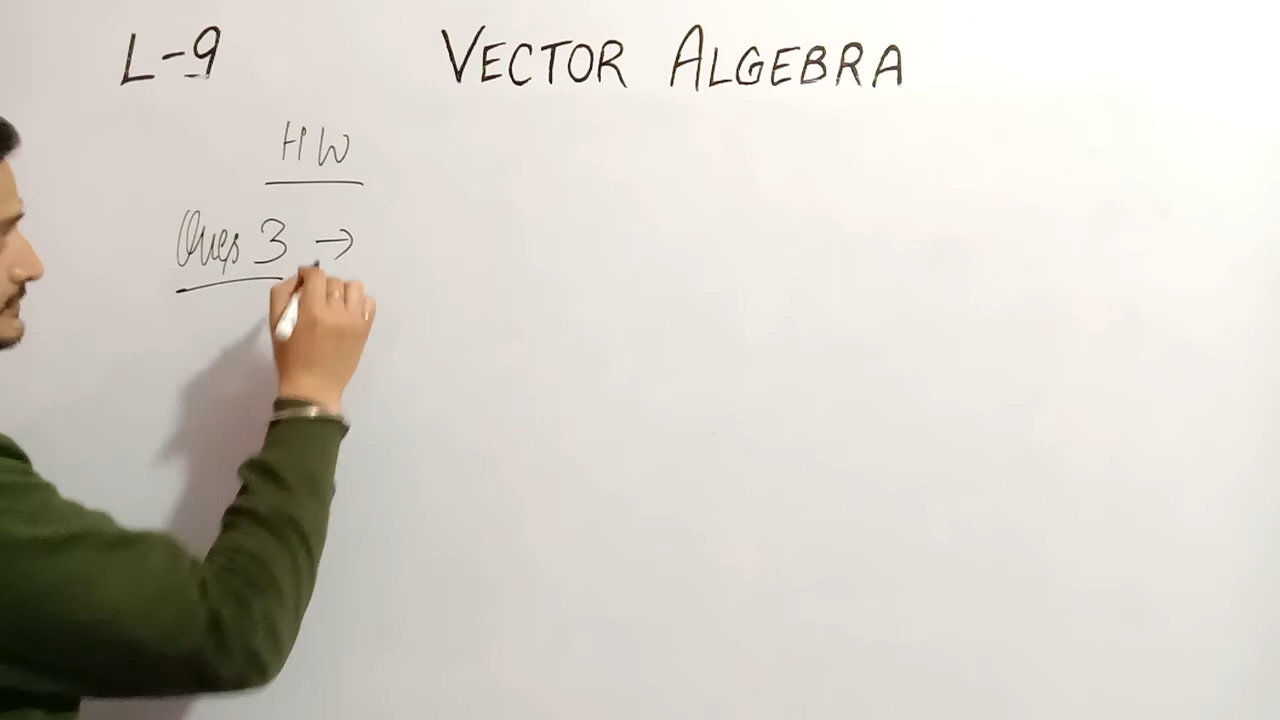 L-9 VECTOR ALGEBRA
HW
Ques 3 →